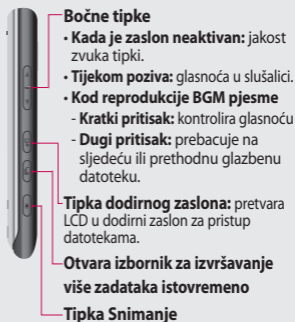 Bočne tipke
• Kada je zaslon neaktivan: jakost
zvuka tipki.
• Tijekom poziva: glasnoća u slušalici.
• Kod reprodukcije BGM pjesme
- Kratki pritisak: kontrolira glasnoću
- Dugi pritisak: prebacuje na
sljedeću ili prethodnu glazbenu
datoteku.
Tipka dodirnog zaslona: pretvara
LCD u dodirni zaslon za pristup
datotekama.
Otvara izbornik za izvršavanje
više zadataka istovremeno
Tipka Snimanje